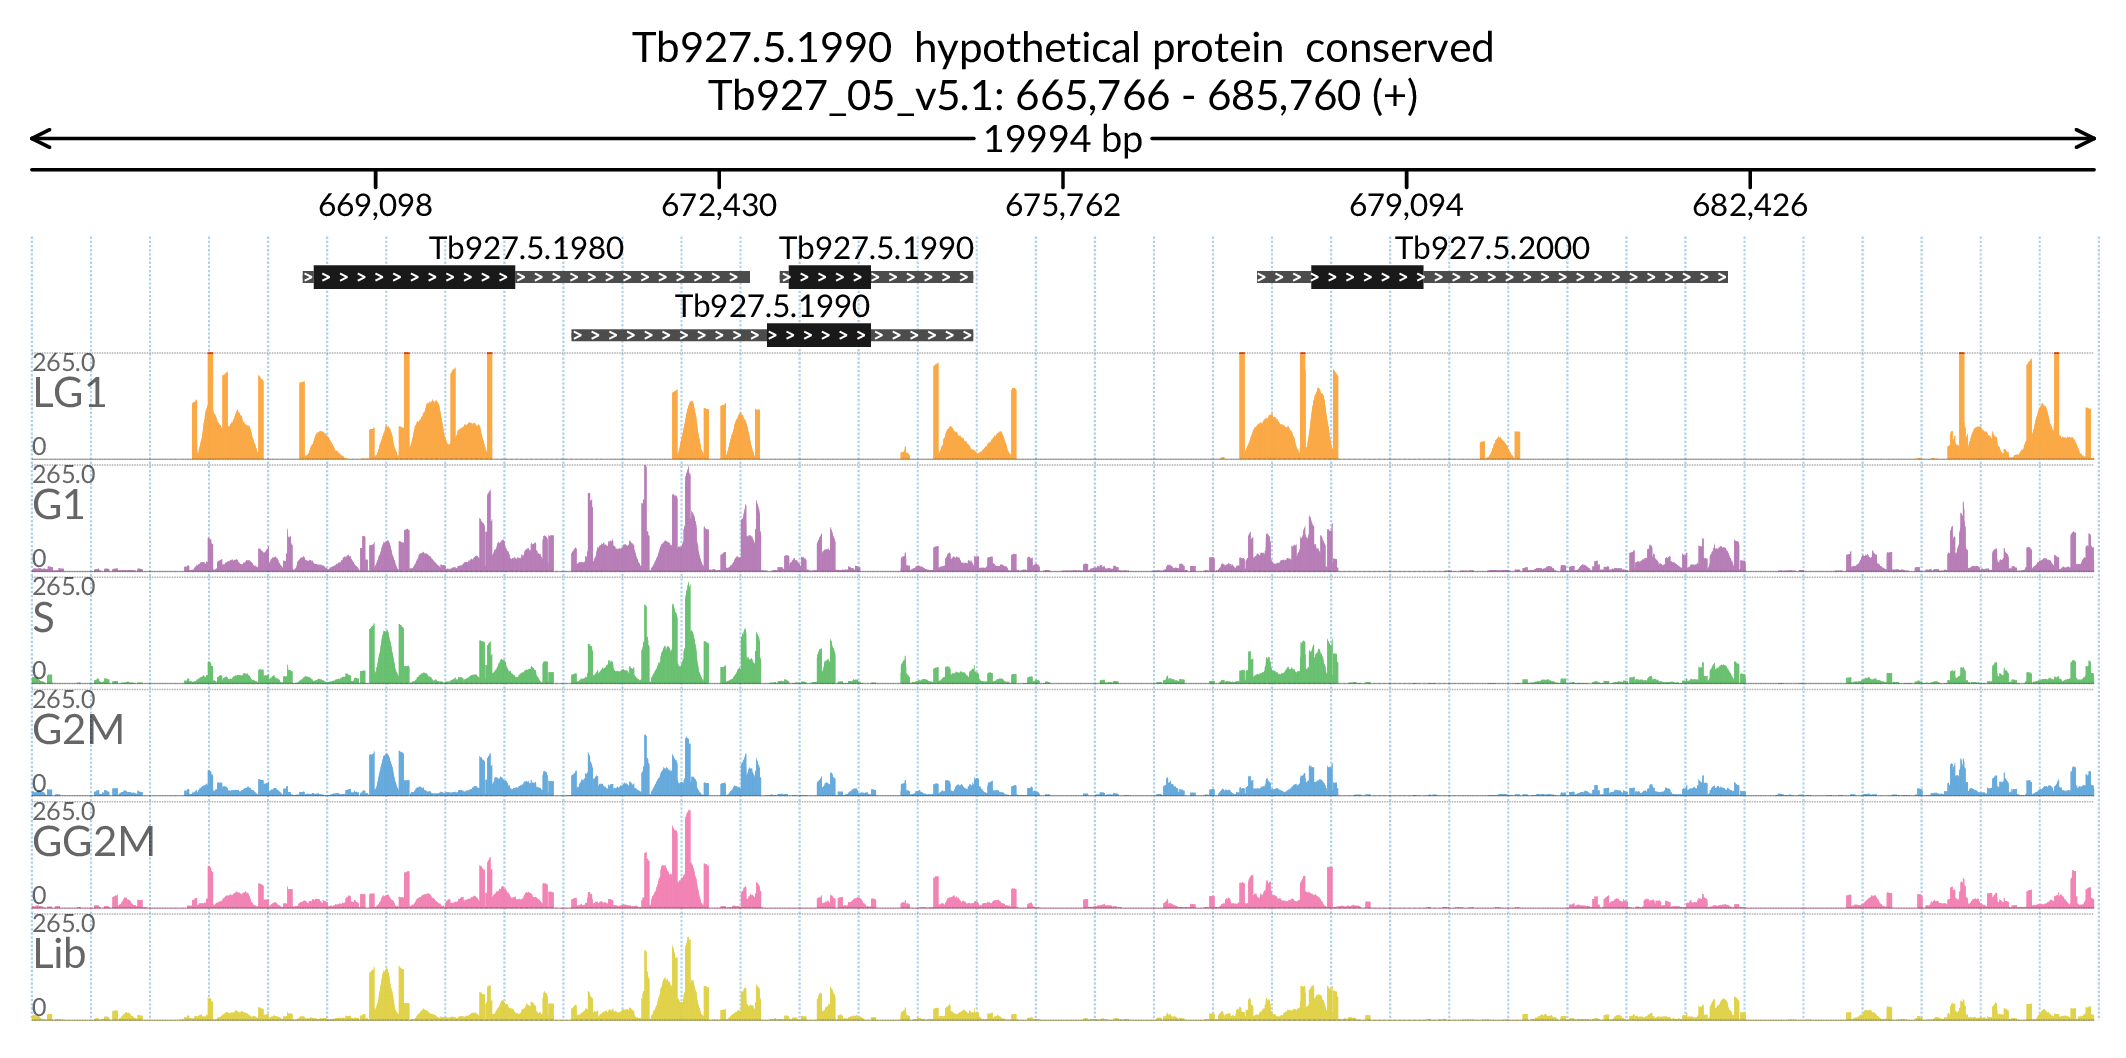 Tb927.5.1990 hypothetical protein conserved
Tb927_05_v5.1: 665,766 - 685,760 (+)
19994 bp
669,098 672,430 675,762 679,094 682,426
Tb927.5.1980 Tb927.5.1990 Tb927.5.2000
Tb927.5.1990
265.0
LG1
0
265.0
G1
0
265.0
S
0
265.0
G2M
0
265.0
GG2M
0
265.0
Lib
0